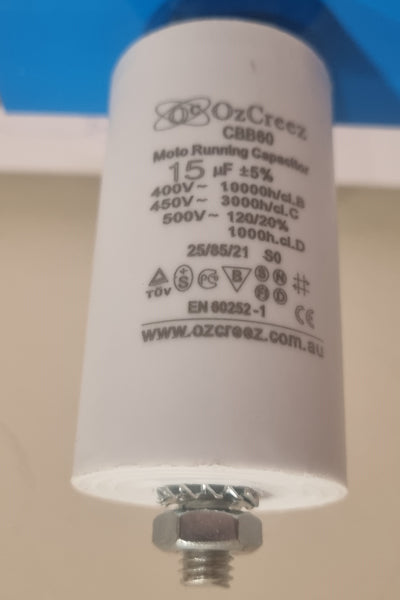 OzCreez
CBB60
Moto Running Capacitor
15 µF ±5%
400V~ 10000h/cl.B
450V~ 3000h/cl.C
500V~ 120/20%
1000h.cl.D
25/85/21 S0
TÜV
EN 60252-1
CE
www.ozcreez.com.au